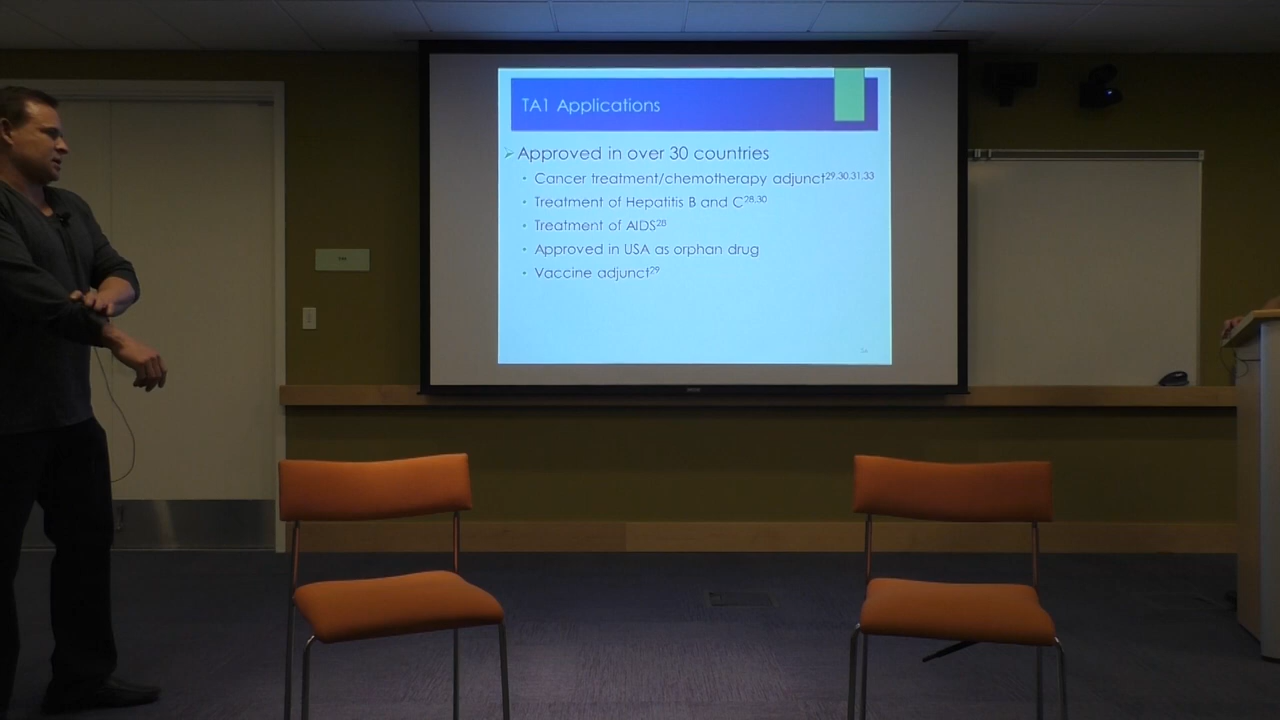 TA1 Applications
Approved in over 30 countries
Cancer treatment/chemotherapy adjunct29,30,31,33
Treatment of Hepatitis B and C28,30
Treatment of AIDS28
Approved in USA as orphan drug
Vaccine adjunct29